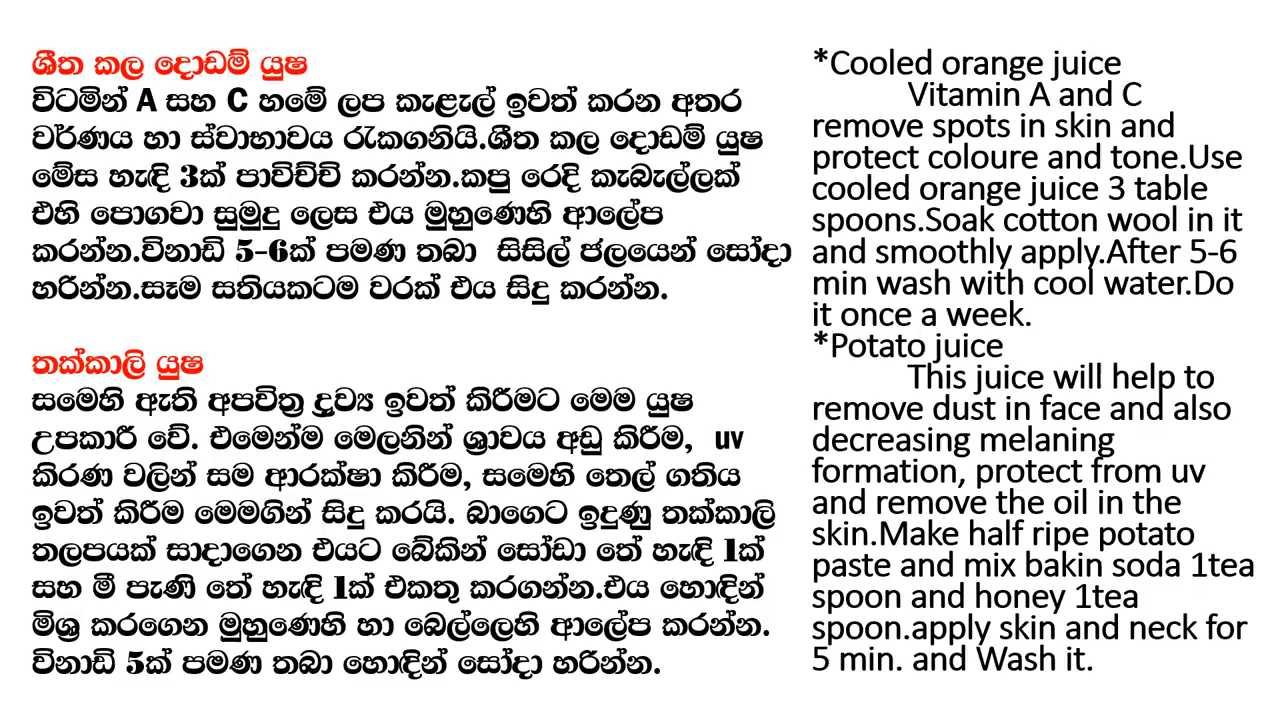 ශීත කල දොඩම් යුෂ
විටමින් A සහ C හමේ ලප කැළැල් ඉවත් කරන අතර
වර්ණය හා ස්වාභාවය රැකගනියි.ශීත කල දොඩම් යුෂ
මේස හැඳි 3ක් පාවිච්චි කරන්න.කපු රෙදි කැබැල්ලක්
එහි පොගවා සුමුදු ලෙස එය මුහුණෙහි ආලේප
කරන්න.විනාඩි 5-6ක් පමණ තබා සිසිල් ජලයෙන් සෝදා
හරින්න.සෑම සතියකටම වරක් එය සිදු කරන්න.
තක්කාලි යුෂ
සමෙහි ඇති අපවිත්‍ර ද්‍රව්‍ය ඉවත් කිරීමට මෙම යුෂ
උපකාරී වේ. එමෙන්ම මෙලනින් ශ්‍රාවය අඩු කිරීම, uv
කිරණ වලින් සම ආරක්ෂා කිරීම, සමෙහි තෙල් ගතිය
ඉවත් කිරීම මෙමගින් සිදු කරයි. බාගෙට ඉදුණු තක්කාලි
තලපයක් සාදාගෙන එයට බේකින් සෝඩා තේ හැඳි 1ක්
සහ මී පැණි තේ හැඳි 1ක් එකතු කරගන්න.එය හොඳින්
මිශ්‍ර කරගෙන මුහුණෙහි හා බෙල්ලෙහි ආලේප කරන්න.
විනාඩි 5ක් පමණ තබා හොඳින් සෝදා හරින්න.
*Cooled orange juice
Vitamin A and C
remove spots in skin and
protect coloure and tone.Use
cooled orange juice 3 table
spoons.Soak cotton wool in it
and smoothly apply.After 5-6
min wash with cool water.Do
it once a week.
*Potato juice
This juice will help to
remove dust in face and also
decreasing melaning
formation, protect from uv
and remove the oil in the
skin.Make half ripe potato
paste and mix bakin soda 1tea
spoon and honey 1tea
spoon.apply skin and neck for
5 min. and Wash it.